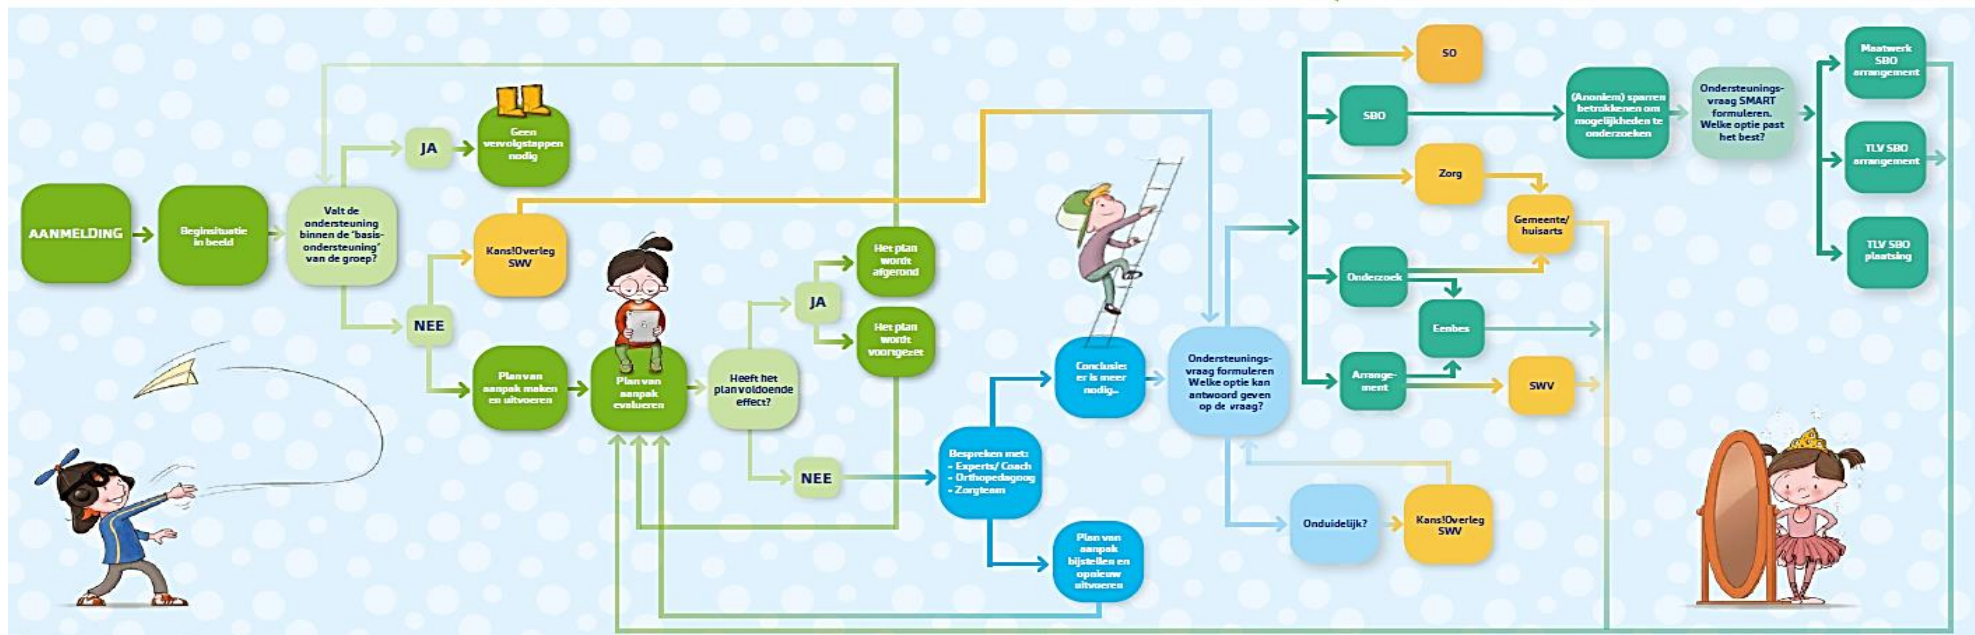 AANMELDING
Beginsituatie
in beeld
Valt de
ondersteuning
binnen de ‘basis-
ondersteuning’
van de groep?
JA
Geen
vervolgstappen
nodig
NEE
Kans!Overleg
SWV
Plan van
aanpak maken
en uitvoeren
Plan van
aanpak
evalueren
Heeft het
plan voldoende
effect?
JA
Het plan
wordt
afgerond
Het plan
wordt
voortgezet
NEE
Bespreken met:
- Experts/ Coach
- Orthopedagoog
- Zorgteam
Conclusie:
er is meer
nodig...
Plan van
aanpak
bijstellen en
opnieuw
uitvoeren
Ondersteunings-
vraag formuleren
Welke optie kan
antwoord geven
op de vraag?
Onduidelijk?
Kans!Overleg
SWV
SO
SBO
Zorg
Gemeente/
huisarts
Onderzoek
Eenbes
Arrange-
ment
SWV
(Anoniem) sparren
betrokkenen om
mogelijkheden te
onderzoeken
Ondersteunings-
vraag SMART
formuleren.
Welke optie past
het best?
Maatwerk
SBO
arrangement
TLV SBO
arrangement
TLV SBO
plaatsing